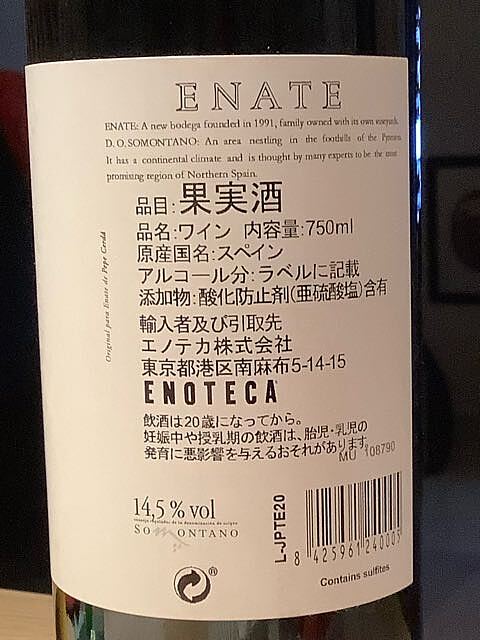 ENATE
ENATE: A new bodega founded in 1991, family owned with its own vineyards.
D.O.SOMONTANO: An area nestling in the foothills of the Pyrenees.
It has a continental climate and is thought by many experts to be the most
promising region of Northern Spain.
品目:果実酒
品名:ワイン 内容量:750ml
原産国名:スペイン
アルコール分:ラベルに記載
添加物:酸化防止剤(亜硫酸塩)含有
輸入者及び引取先
エノテカ株式会社
東京都港区南麻布5-14-15
ENOTECA
飲酒は20歳になってから。
妊娠中や授乳期の飲酒は、胎児・乳児の
発育に悪影響を与えるおそれがあります。
MU 108790
Original para Enate de Pepe Cerdá
14,5 % vol
consejo regulador de la denominación de origen
SOMONTANO
L-JPTE20
8 425961 240005
Contains sulfites